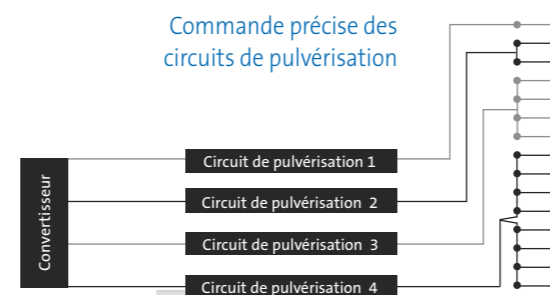 Commande précise des
circuits de pulvérisation
Convertisseur
Circuit de pulvérisation 1
Circuit de pulvérisation 2
Circuit de pulvérisation 3
Circuit de pulvérisation 4